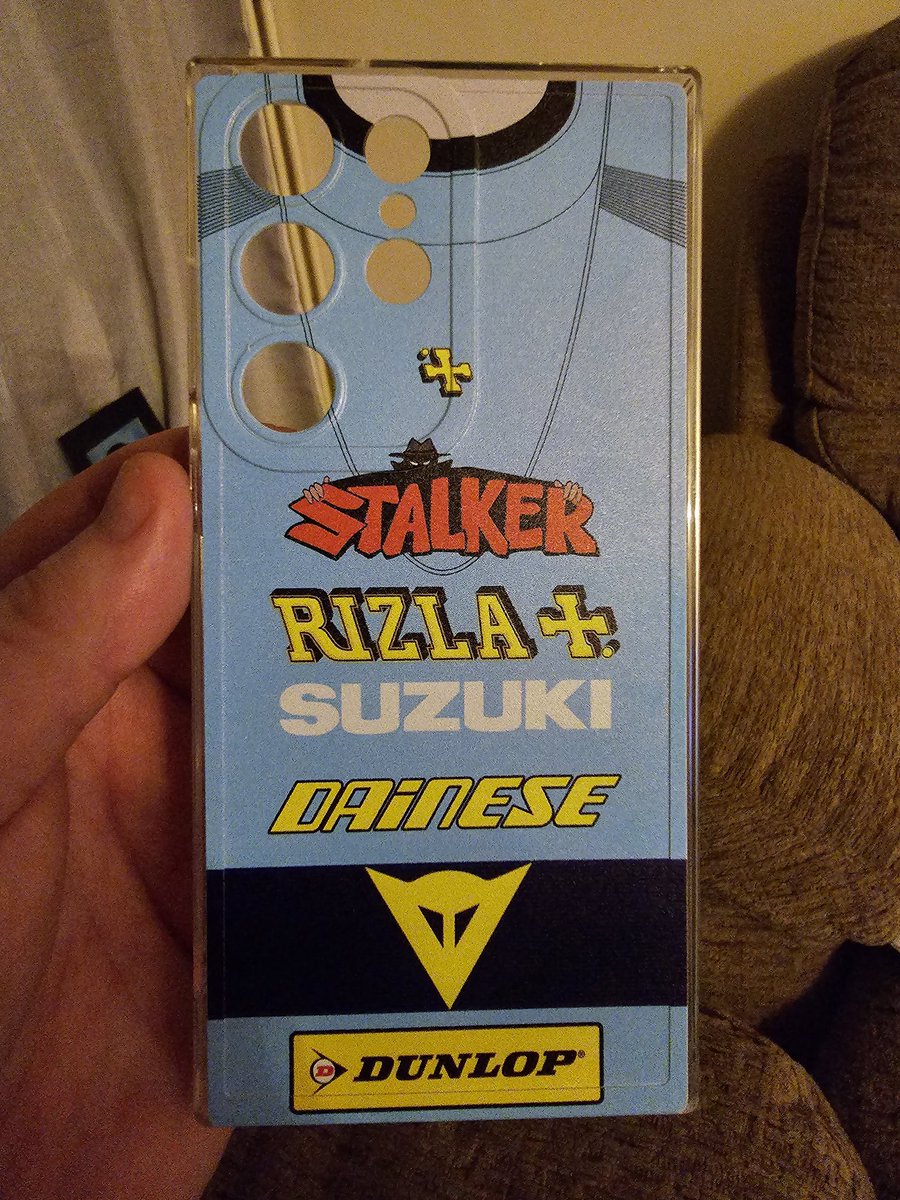 STALKER
RIZLA +.
SUZUKI
DAiNESE
D DUNLOP®